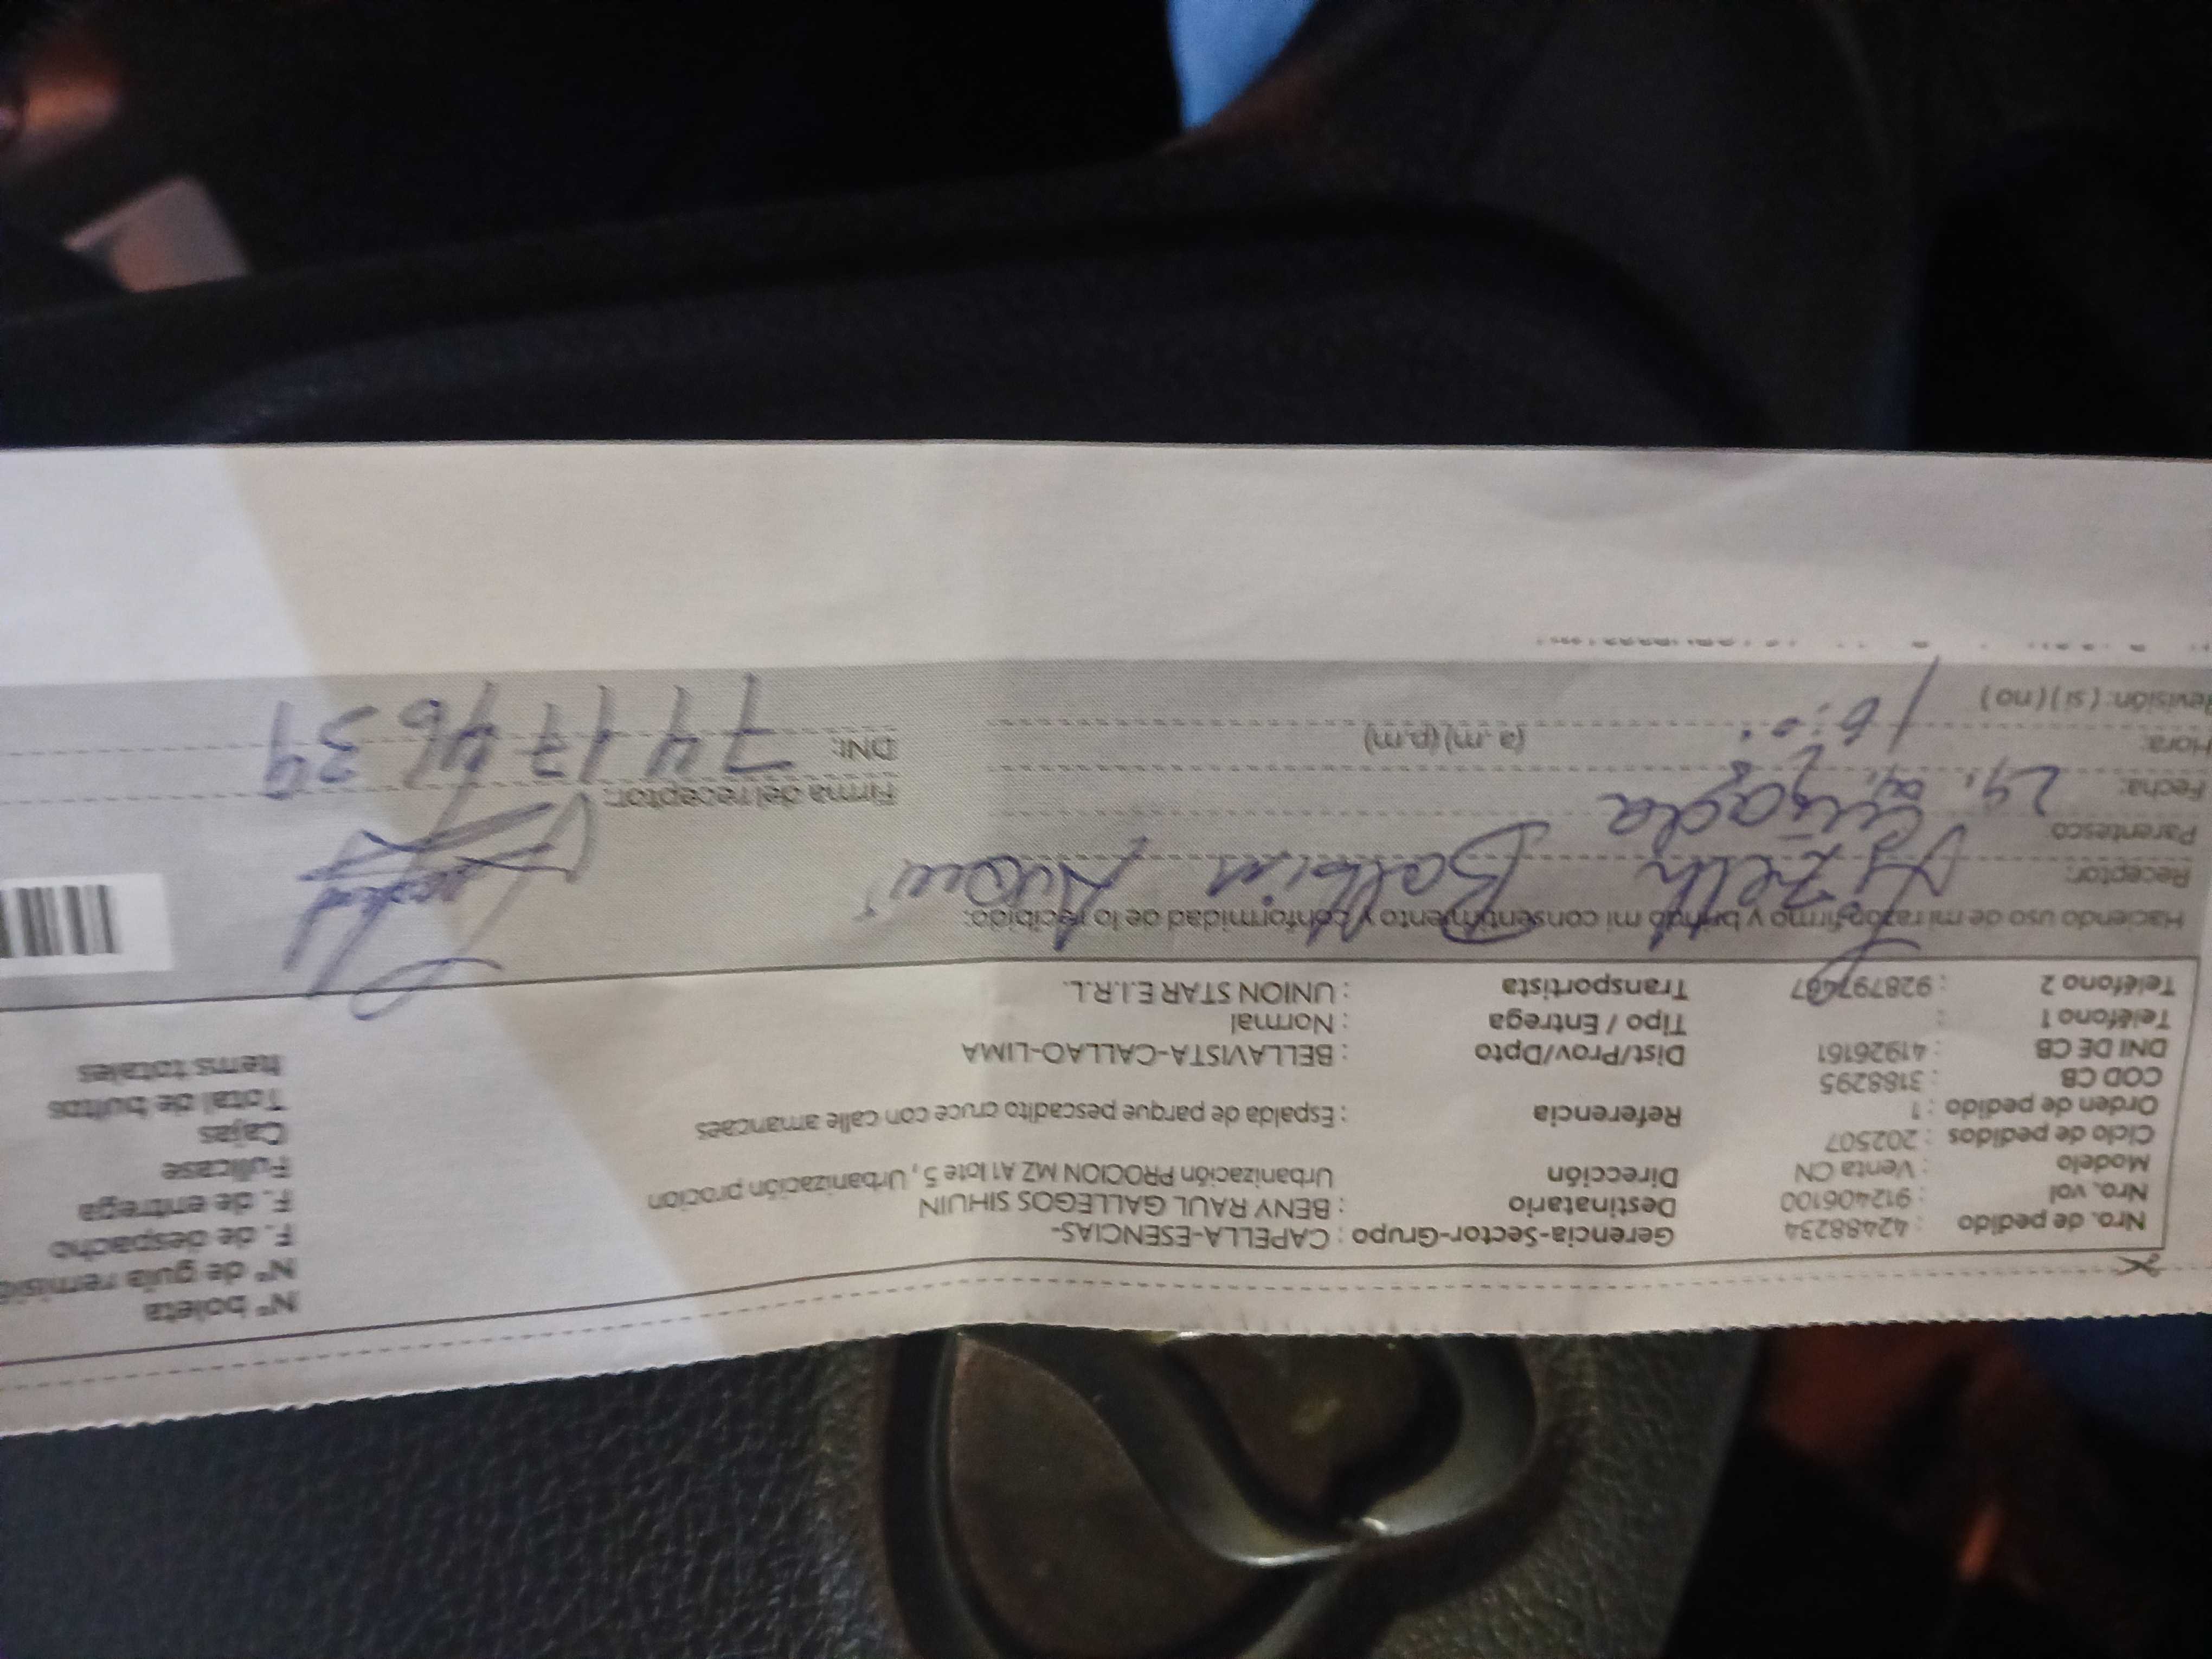 Nro. de pedido : 42488234 Gerencia-Sector-Grupo : CAPELLA-ESENCIAS- N° boleta
Nro. vol : 912406100 Destinatario : BENY RAUL GALLEGOS SIHUIN N° de guía
Modelo : Venta CN Dirección Urbanización PROCION MZ A1 lote 5, Urbanización procion F. de despacho
Ciclo de pedidos : 202507 F. de entrega
Orden de pedido : 1 Referencia : Espalda de parque pescadito cruce con calle amancaes Fullcase
COD CB : 3188295 Cajas
DNI DE CB : 41926161 Dist/Prov/Dpto : BELLAVISTA-CALLAO-LIMA Total de bultos
Teléfono 1 : Tipo / Entrega : Normal Items totales
Teléfono 2 : 928797467 Transportista : UNION STAR E.I.R.L.
Haciendo uso de mi razón firmo y brindo mi consentimiento y conformidad de lo recibido:
Receptor:
Parentesco
Fecha: Firma del receptor:
Hora: (a.m) (p.m) DNI: 74174639
Revisión: (si) (no)